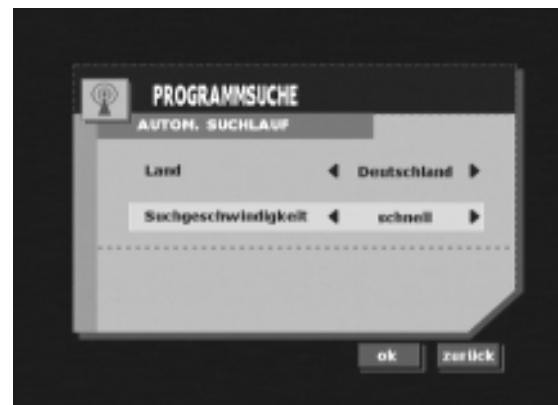 PROGRAMMSUCHE
AUTOM. SUCHLAUF
Land Deutschland
Suchgeschwindigkeit schnell
ok zurück